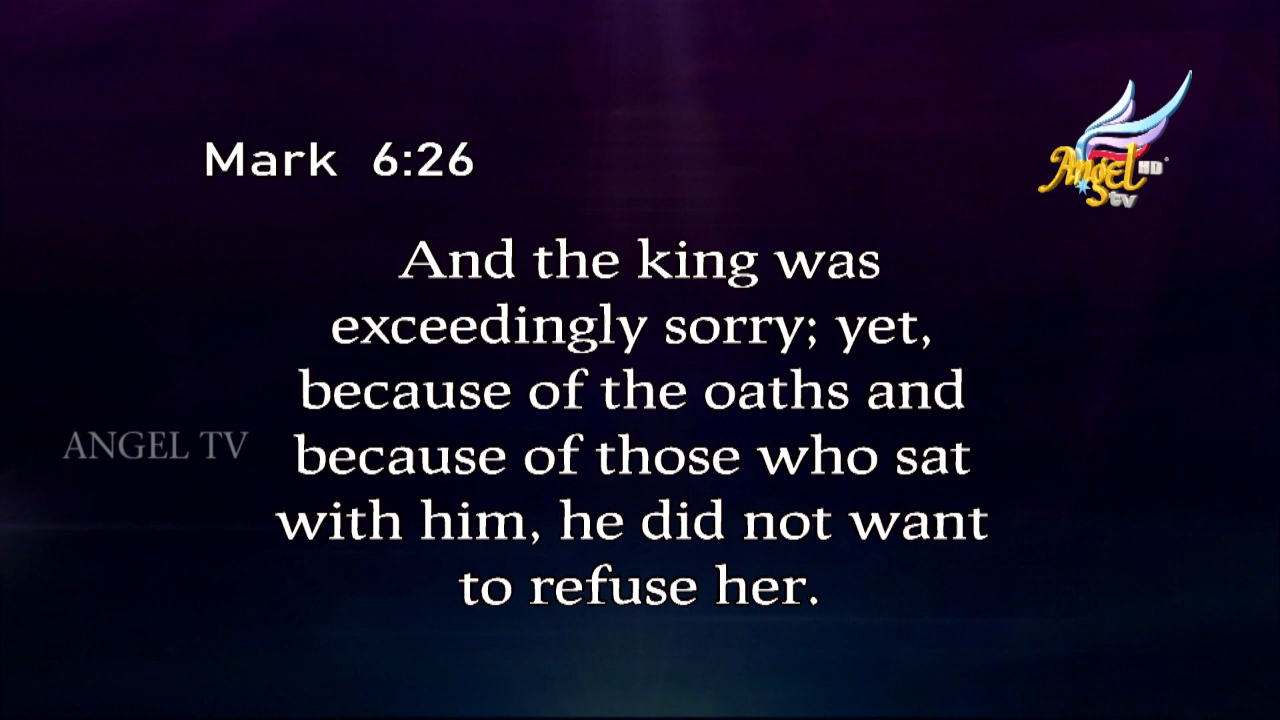 Mark 6:26
Angel HD
tv
And the king was
exceedingly sorry; yet,
because of the oaths and
because of those who sat
with him, he did not want
to refuse her.
ANGEL TV